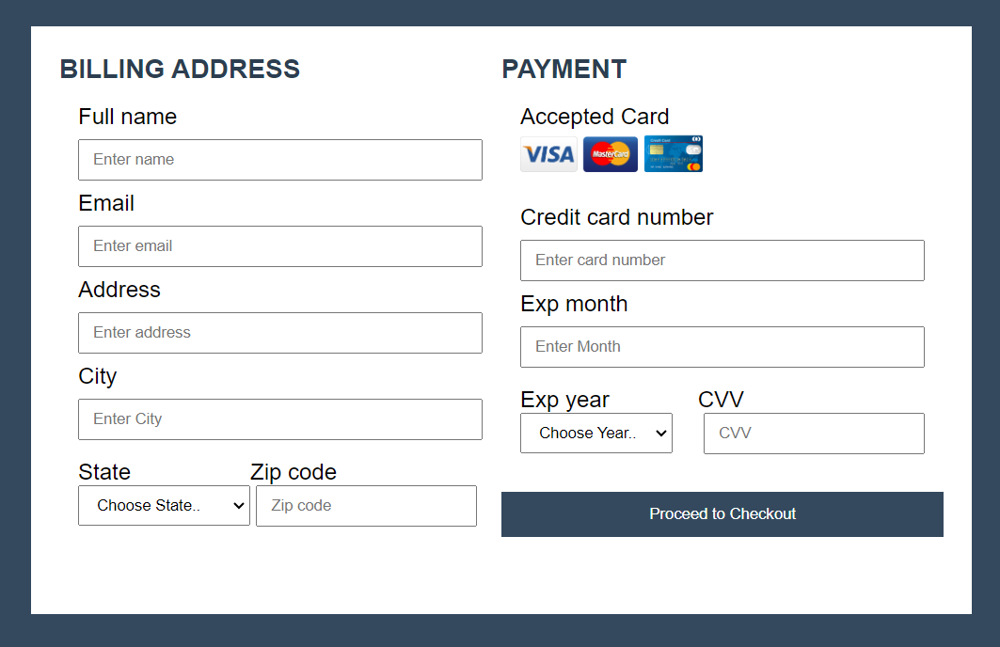 BILLING ADDRESS
Full name
Enter name
Email
Enter email
Address
Enter address
City
Enter City
State Zip code
Choose State.. Zip code
PAYMENT
Accepted Card
VISA MasterCard Credit Card
Credit card number
Enter card number
Exp month
Enter Month
Exp year CVV
Choose Year.. CVV
Proceed to Checkout